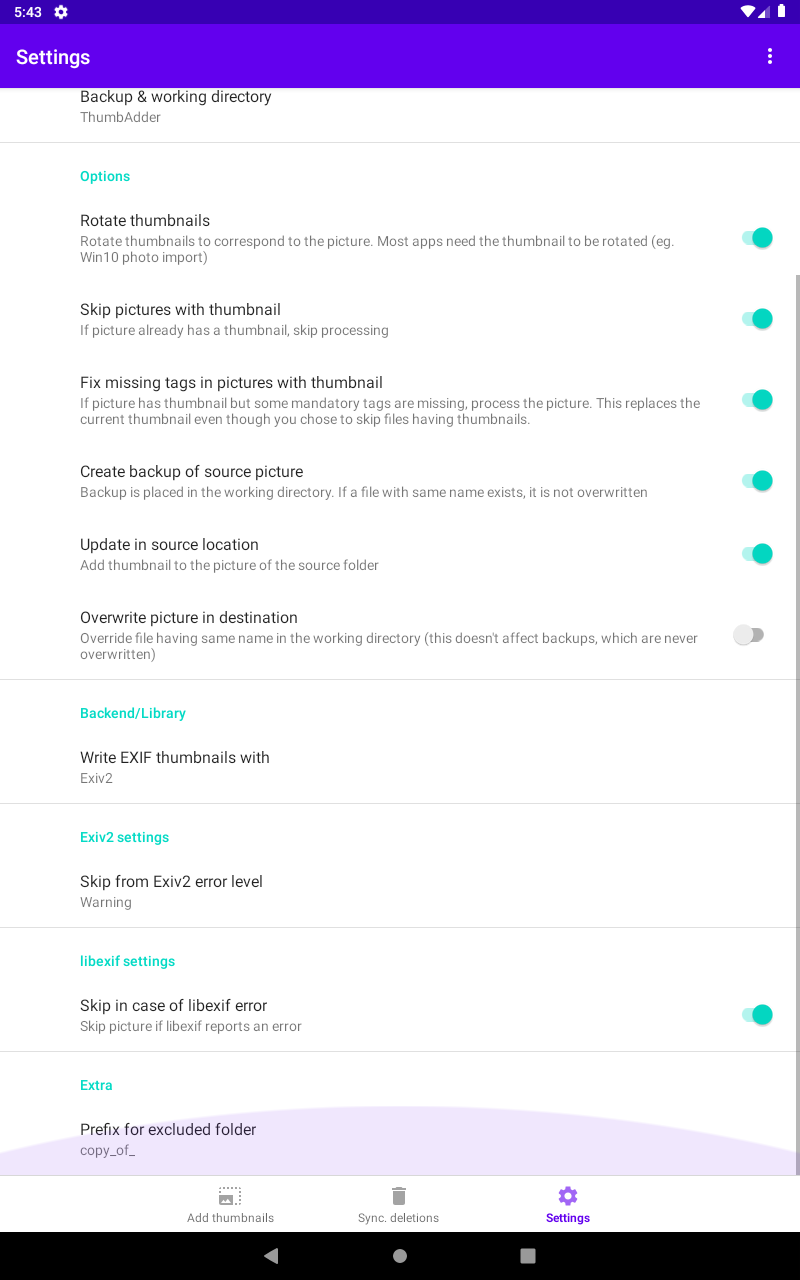 5:43
Settings
Backup & working directory
ThumbAdder
Options
Rotate thumbnails
Rotate thumbnails to correspond to the picture. Most apps need the thumbnail to be rotated (eg.
Win10 photo import)
Skip pictures with thumbnail
If picture already has a thumbnail, skip processing
Fix missing tags in pictures with thumbnail
If picture has thumbnail but some mandatory tags are missing, process the picture. This replaces the
current thumbnail even though you chose to skip files having thumbnails.
Create backup of source picture
Backup is placed in the working directory. If a file with same name exists, it is not overwritten
Update in source location
Add thumbnail to the picture of the source folder
Overwrite picture in destination
Override file having same name in the working directory (this doesn't affect backups, which are never
overwritten)
Backend/Library
Write EXIF thumbnails with
Exiv2
Exiv2 settings
Skip from Exiv2 error level
Warning
libexif settings
Skip in case of libexif error
Skip picture if libexif reports an error
Extra
Prefix for excluded folder
copy_of_
Add thumbnails
Sync. deletions
Settings